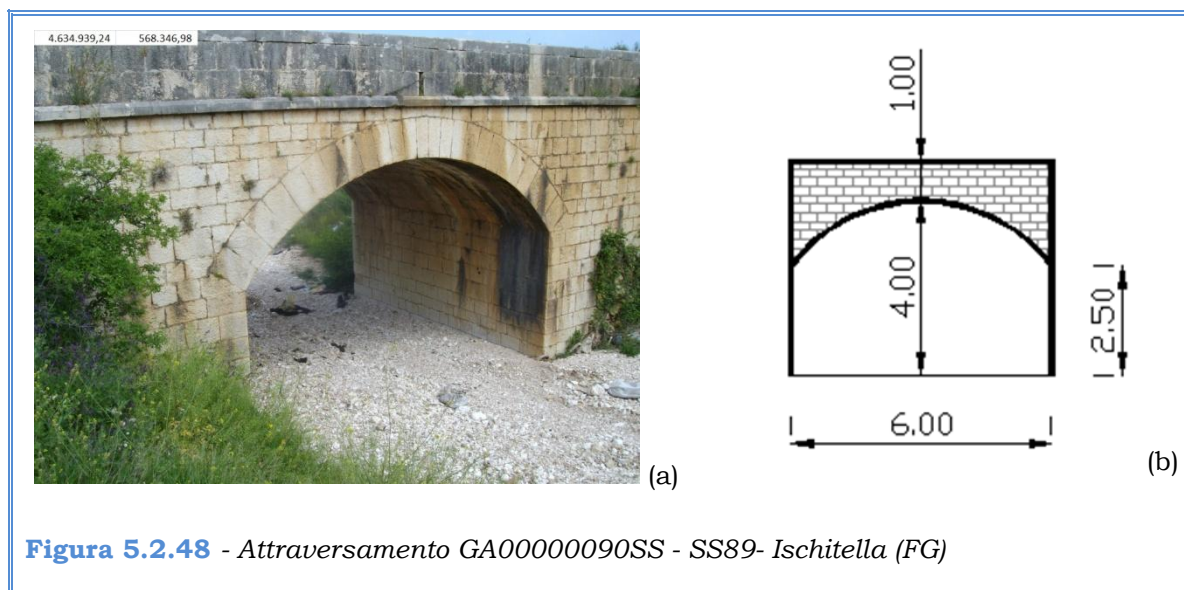 4.634.939,24 568.346,98
1.00
4.00
2.50
6.00
(a)
(b)
Figura 5.2.48 - Attraversamento GA00000090SS - SS89- Ischitella (FG)